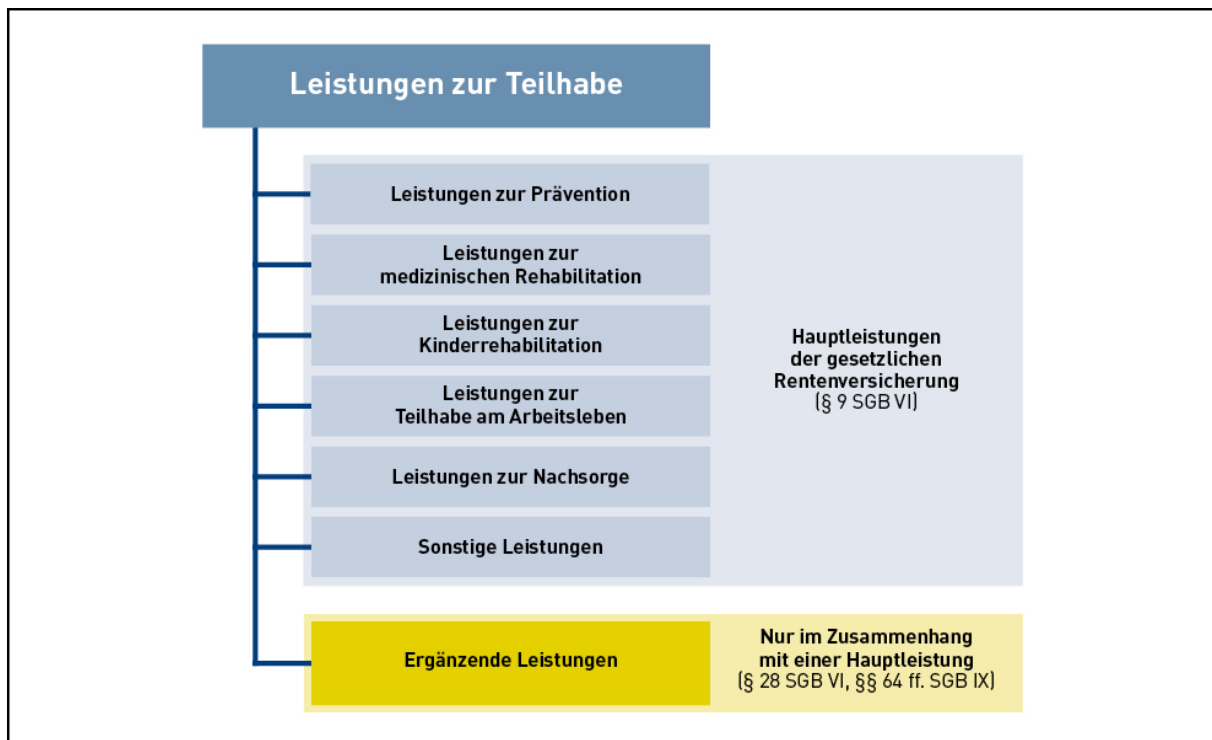 Leistungen zur Teilhabe
Leistungen zur Prävention
Leistungen zur
medizinischen Rehabilitation
Leistungen zur
Kinderrehabilitation
Leistungen zur
Teilhabe am Arbeitsleben
Leistungen zur Nachsorge
Sonstige Leistungen
Hauptleistungen
der gesetzlichen
Rentenversicherung
(§ 9 SGB VI)
Ergänzende Leistungen
Nur im Zusammenhang
mit einer Hauptleistung
(§ 28 SGB VI, §§ 64 ff. SGB IX)